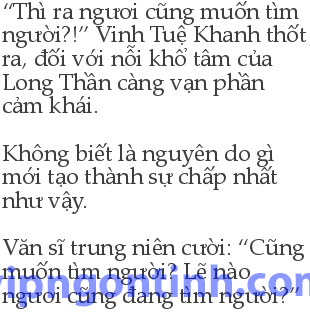 “Thì ra ngươi cũng muốn tìm
người?!” Vinh Tuệ Khanh thốt
ra, đối với nỗi khổ tâm của
Long Thần càng vạn phần
cảm khái.
Không biết là nguyên do gì
mới tạo thành sự chấp nhất
như vậy.
Văn sĩ trung niên cười: “Cũng
muốn tìm người? Lẽ nào
ngươi cũng đang tìm người?”
vipngontinh.com